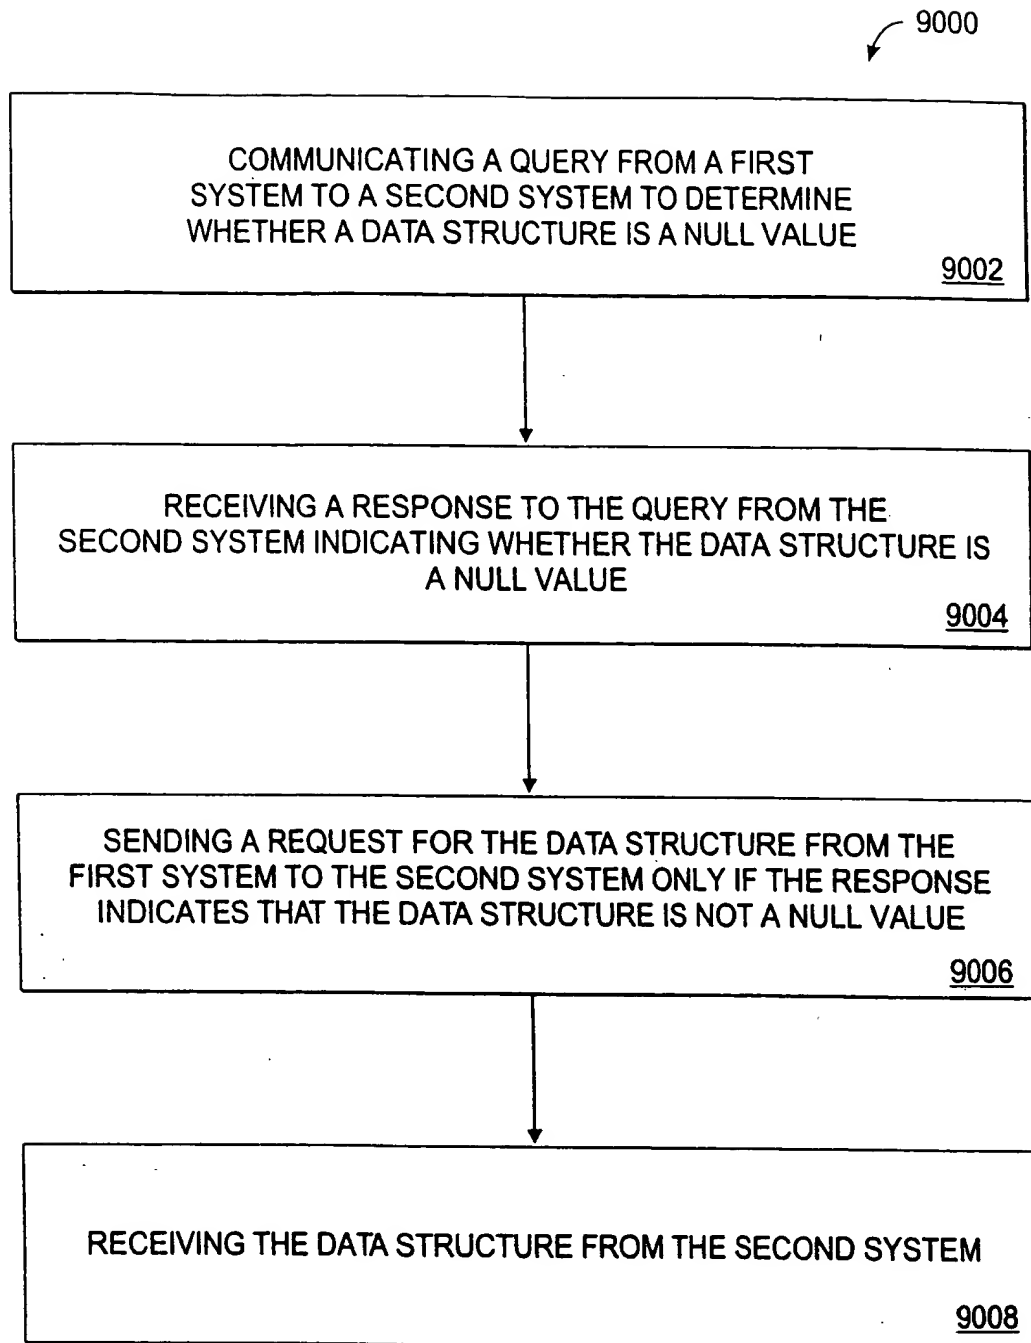 9000
COMMUNICATING A QUERY FROM A FIRST
SYSTEM TO A SECOND SYSTEM TO DETERMINE
WHETHER A DATA STRUCTURE IS A NULL VALUE
9002
RECEIVING A RESPONSE TO THE QUERY FROM THE
SECOND SYSTEM INDICATING WHETHER THE DATA STRUCTURE IS
A NULL VALUE
9004
SENDING A REQUEST FOR THE DATA STRUCTURE FROM THE
FIRST SYSTEM TO THE SECOND SYSTEM ONLY IF THE RESPONSE
INDICATES THAT THE DATA STRUCTURE IS NOT A NULL VALUE
9006
RECEIVING THE DATA STRUCTURE FROM THE SECOND SYSTEM
9008